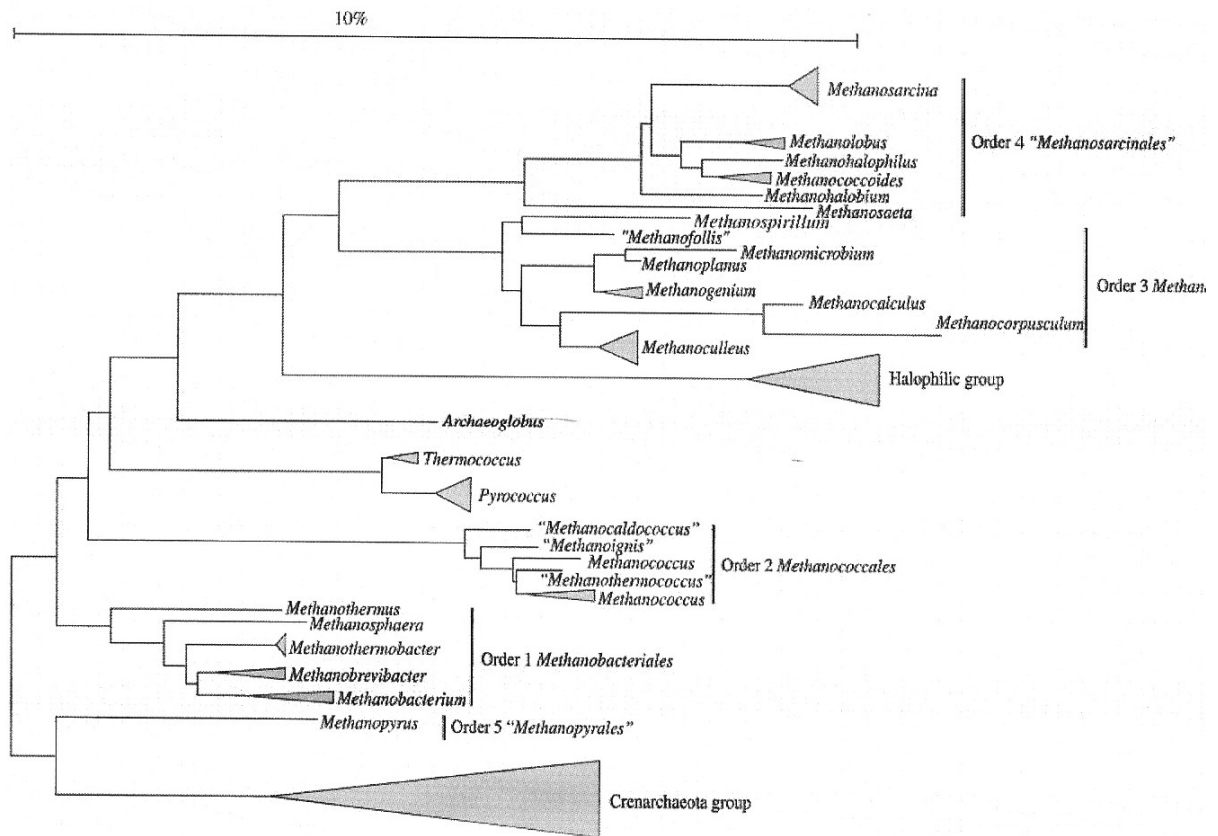 10%
Methanosarcina
Methanolobus
Order 4 “Methanosarcinales”
Methanohalophilus
Methanococcoides
Methanohalobium
Methanosaeta
Methanospirillum
"Methanofollis"
Methanomicrobium
Methanoplanus
Methanogenium
Order 3 Methana
Methanocalculus
Methanocorpusculum
Methanoculleus
Halophilic group
Archaeoglobus
Thermococcus
Pyrococcus
“Methanocaldococcus”
“Methanoignis”
Methanococcus
Order 2 Methanococcales
“Methanothermococcus”
Methanococcus
Methanothermus
Methanosphaera
Methanothermobacter
Order 1 Methanobacteriales
Methanobrevibacter
Methanobacterium
Methanopyrus
Order 5 “Methanopyrales”
Crenarchaeota group